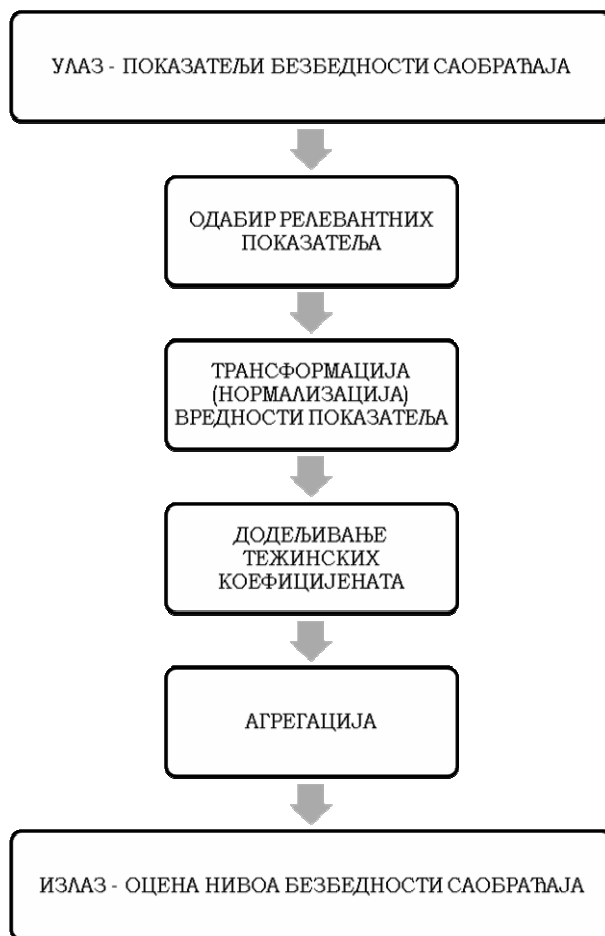 УЛАЗ - ПОКАЗАТЕЉИ БЕЗБЕДНОСТИ САОБРАЋАЈА
ОДАБИР РЕЛЕВАНТНИХ
ПОКАЗАТЕЉА
ТРАНСФОРМАЦИЈА
(НОРМАЛИЗАЦИЈА)
ВРЕДНОСТИ ПОКАЗАТЕЉА
ДОДЕЉИВАЊЕ
ТЕЖИНСКИХ
КОЕФИЦИЈЕНАТА
АГРЕГАЦИЈА
ИЗЛАЗ - ОЦЕНА НИВОА БЕЗБЕДНОСТИ САОБРАЋАЈА